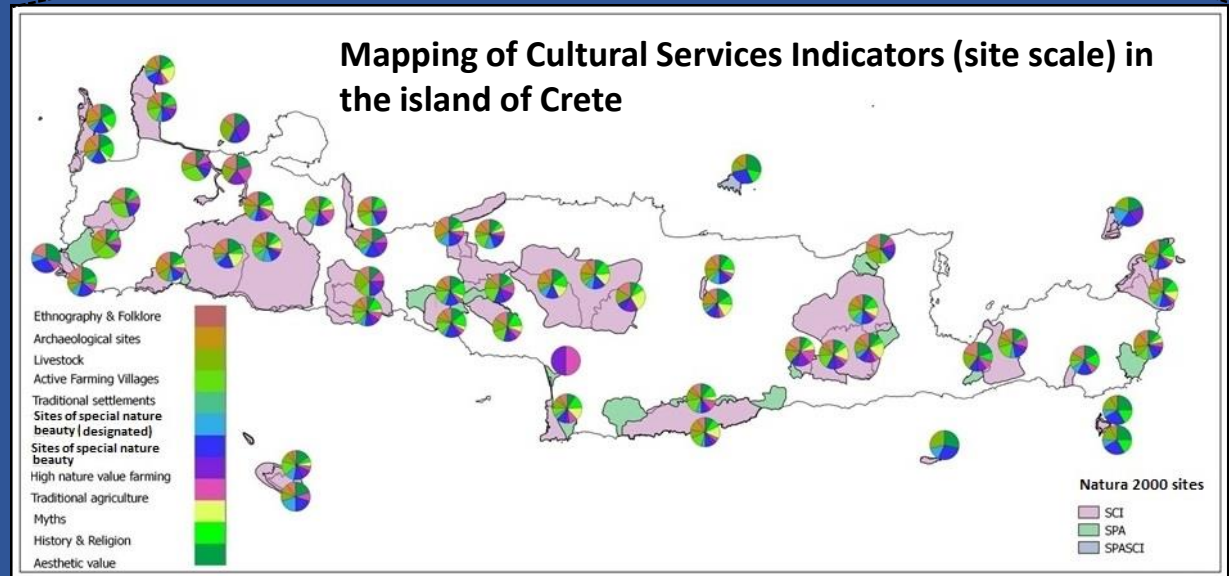 Mapping of Cultural Services Indicators (site scale) in
the island of Crete
Ethnography & Folklore
Archaeological sites
Livestock
Active Farming Villages
Traditional settlements
Sites of special nature
beauty (designated)
Sites of special nature
beauty
High nature value farming
Traditional agriculture
Myths
History & Religion
Aesthetic value
Natura 2000 sites
SCI
SPA
SPASCI